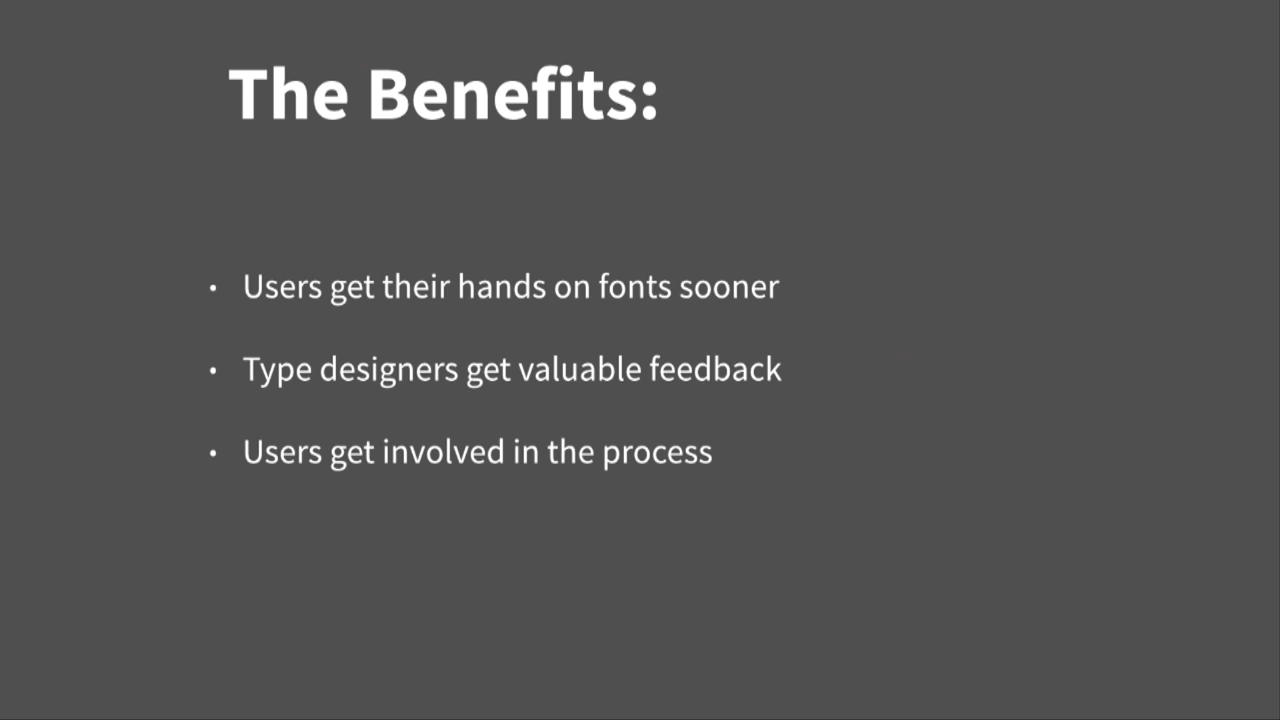 The Benefits:
• Users get their hands on fonts sooner
• Type designers get valuable feedback
• Users get involved in the process